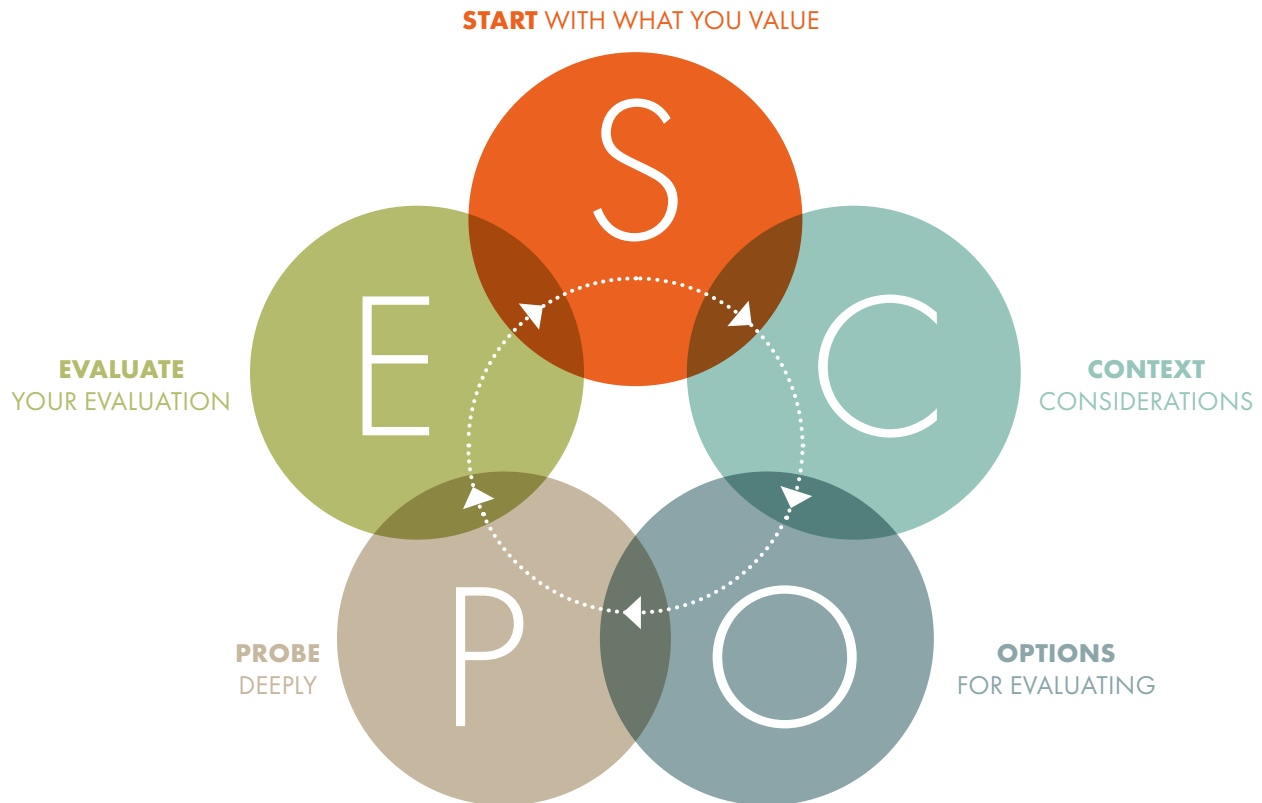 START WITH WHAT YOU VALUE
S
C
CONTEXT
CONSIDERATIONS
O
OPTIONS
FOR EVALUATING
P
PROBE
DEEPLY
E
EVALUATE
YOUR EVALUATION